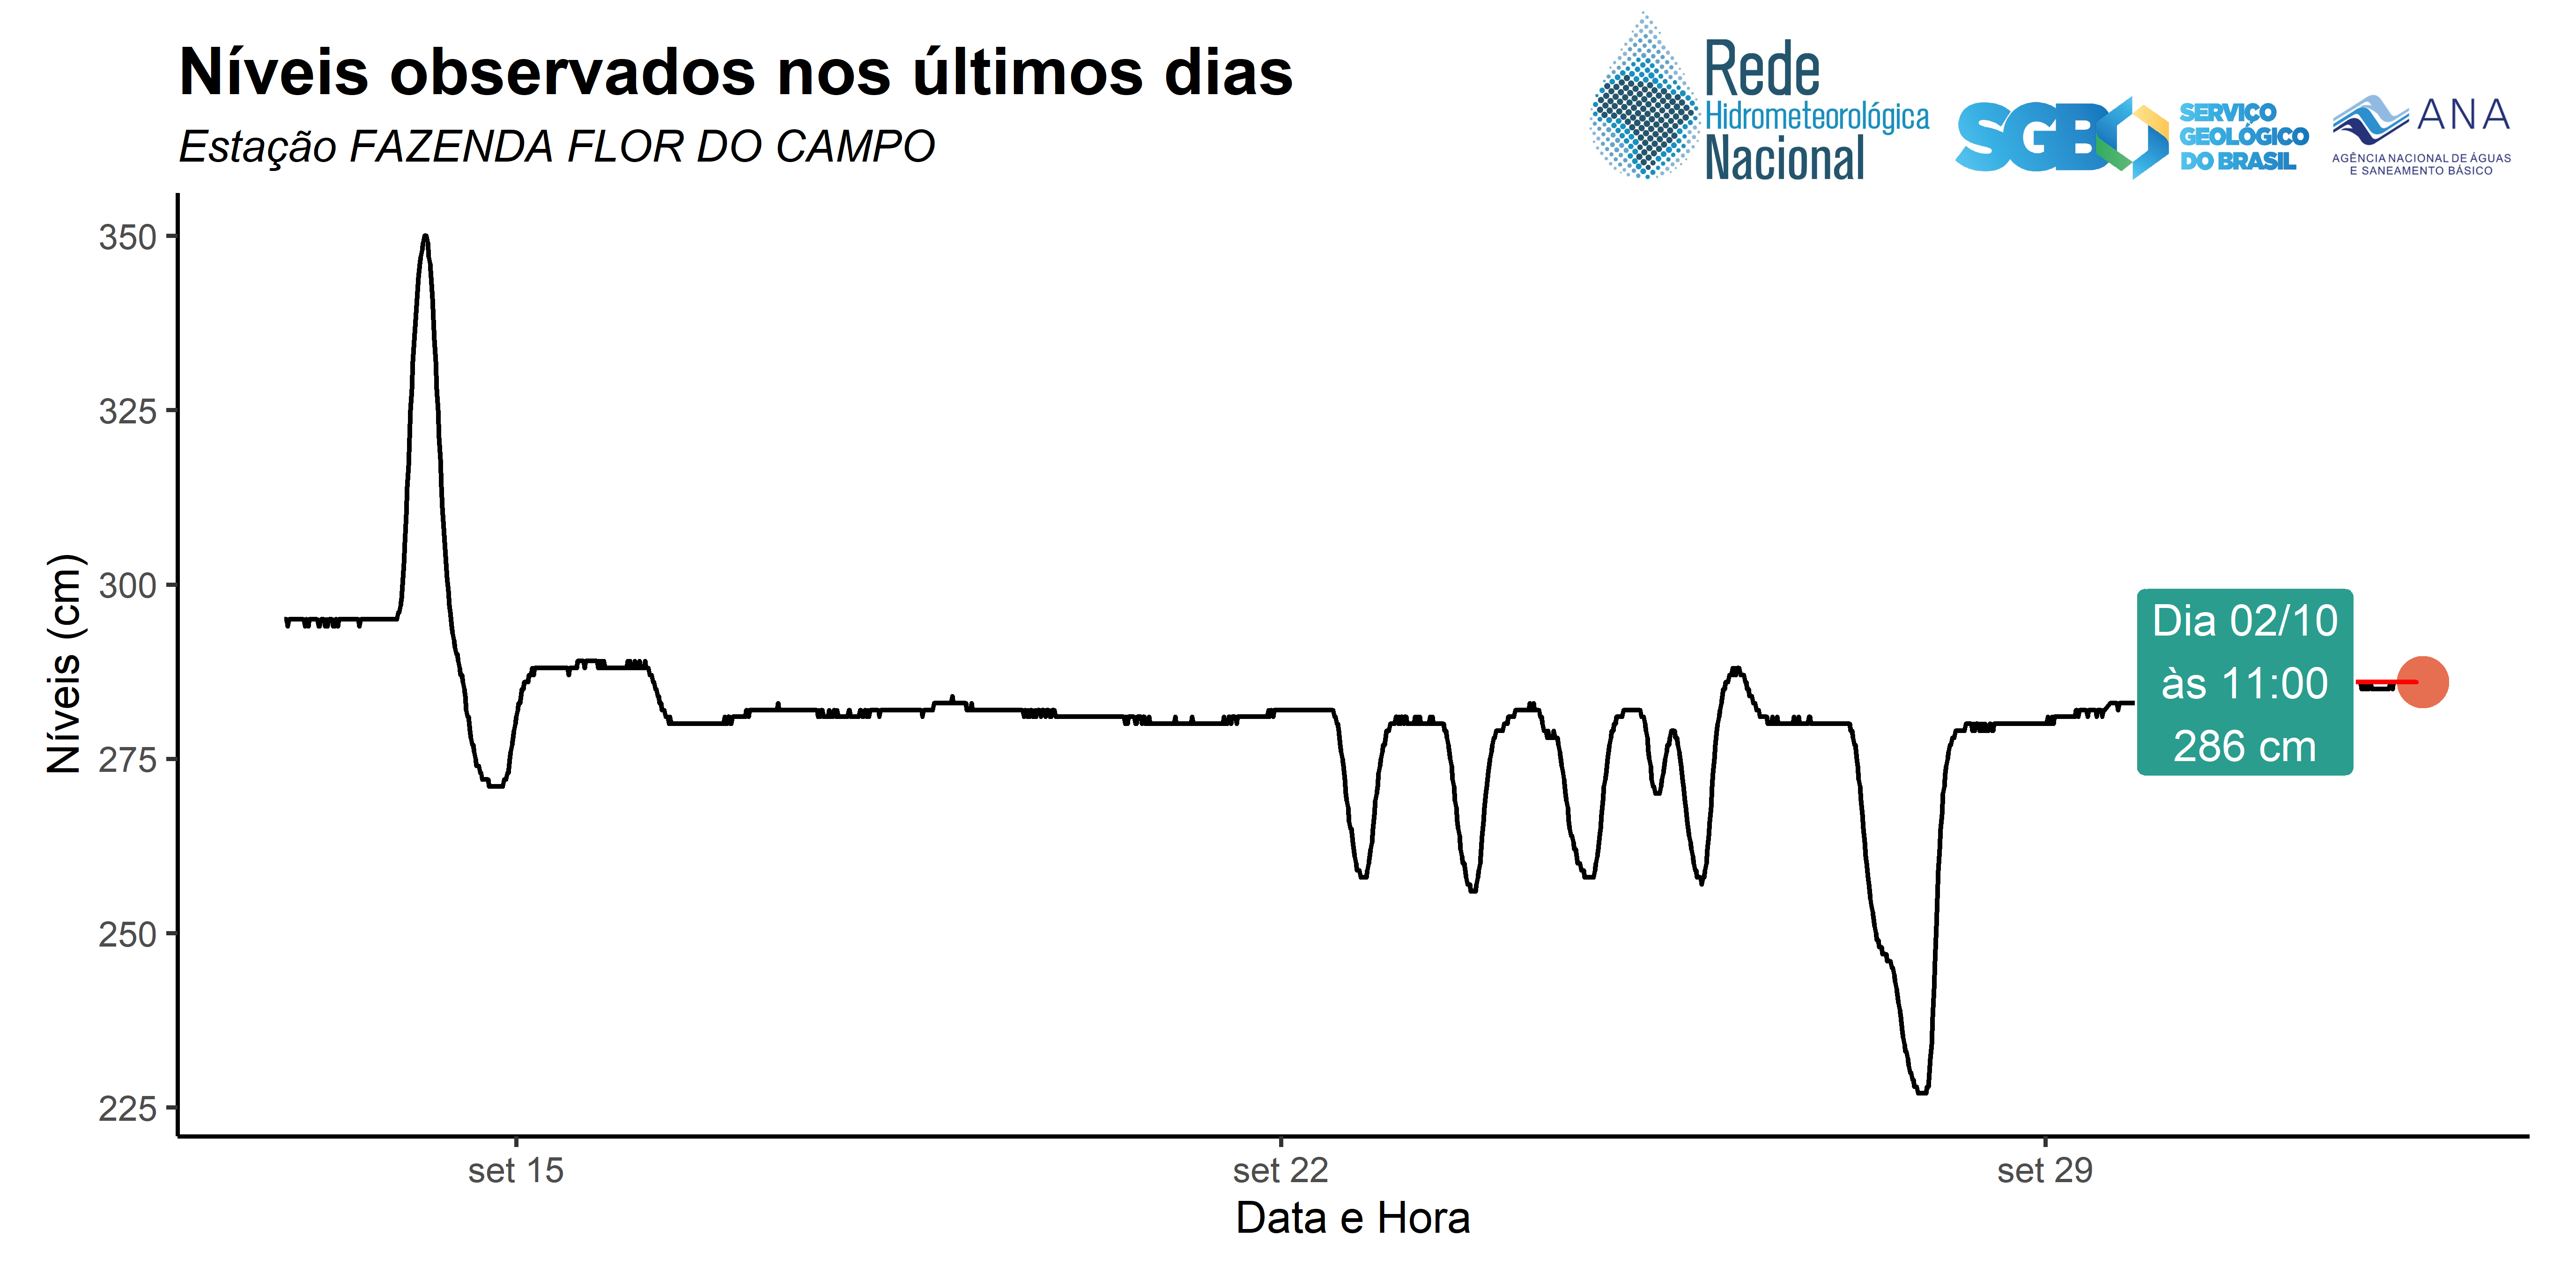 Níveis observados nos últimos dias
Estação FAZENDA FLOR DO CAMPO
Rede
Hidrometeorológica
Nacional
SGB
SERVIÇO
GEOLÓGICO
DO BRASIL
ANA
AGÊNCIA NACIONAL DE ÁGUAS
E SANEAMENTO BÁSICO
Níveis (cm)
350
325
300
275
250
225
Dia 02/10
às 11:00
286 cm
set 15
set 22
set 29
Data e Hora